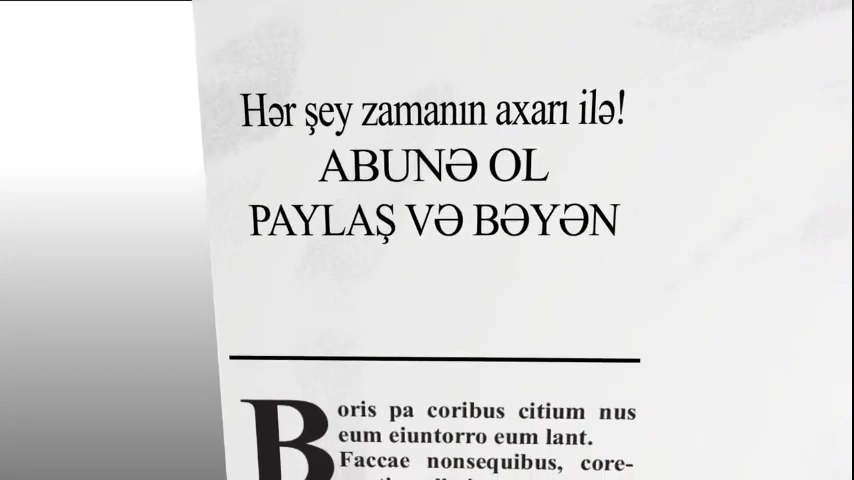 Hər şey zamanın axarı ilə!
ABUNƏ OL
PAYLAŞ VƏ BƏYƏN
Boris pa coribus citium nus
eum eiuntorro eum lant.
Faccae nonsequibus, core-